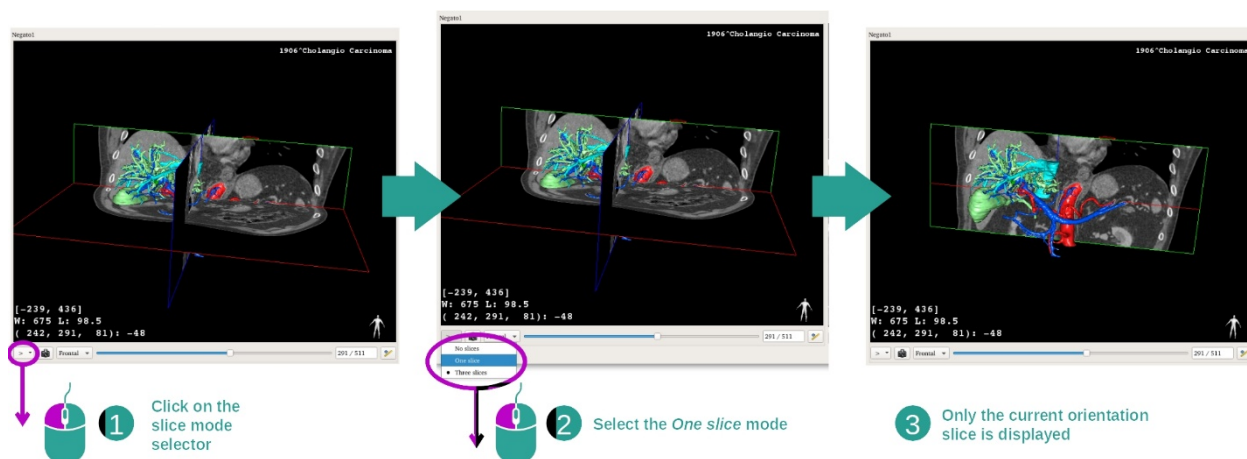 Negato1
1906^Cholangio Carcinoma
[-239, 436]
W: 675 L: 98.5
( 242, 291, 81): -48
Frontal
291 / 511
Negato1
1906^Cholangio Carcinoma
[-239, 436]
W: 675 L: 98.5
( 242, 291, 81): -48
291 / 511
No slices
One slice
Three slices
Negato1
1906^Cholangio Carcinoma
[-239, 436]
W: 675 L: 98.5
( 242, 291, 81): -48
Frontal
291 / 511
1
Click on the
slice mode
selector
2
Select the One slice mode
3
Only the current orientation
slice is displayed